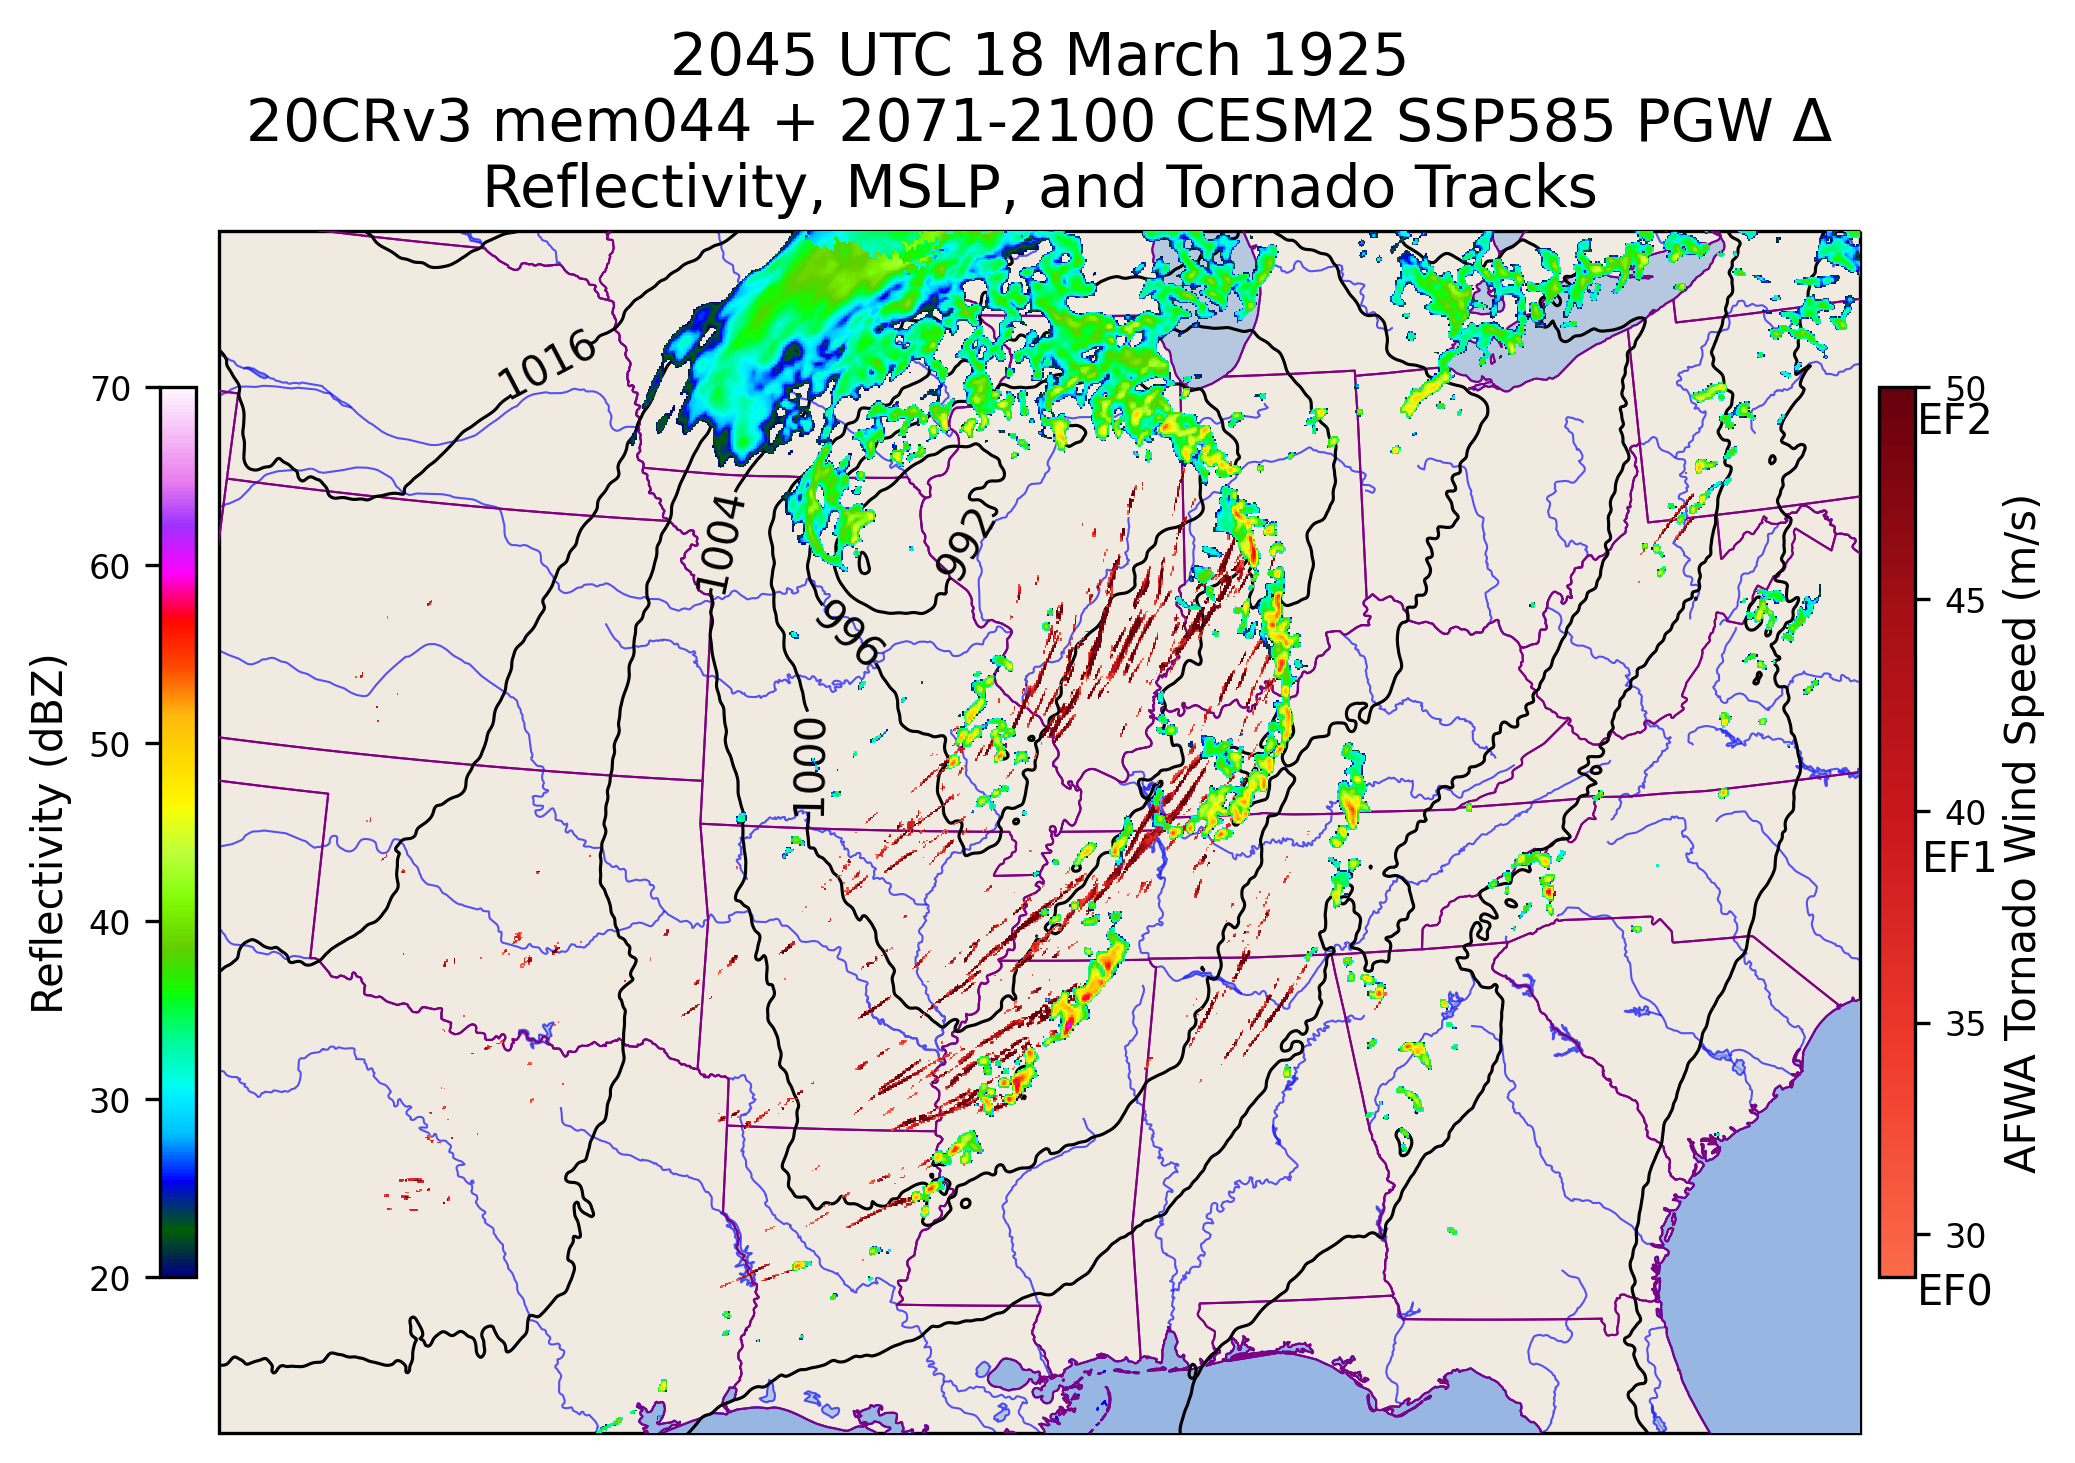 2045 UTC 18 March 1925
20CRv3 mem044 + 2071-2100 CESM2 SSP585 PGW Δ
Reflectivity, MSLP, and Tornado Tracks
Reflectivity (dBZ)
70
60
50
40
30
20
1016
1004
992
996
1000
50
EF2
45
40
EF1
35
30
EF0
AFWA Tornado Wind Speed (m/s)